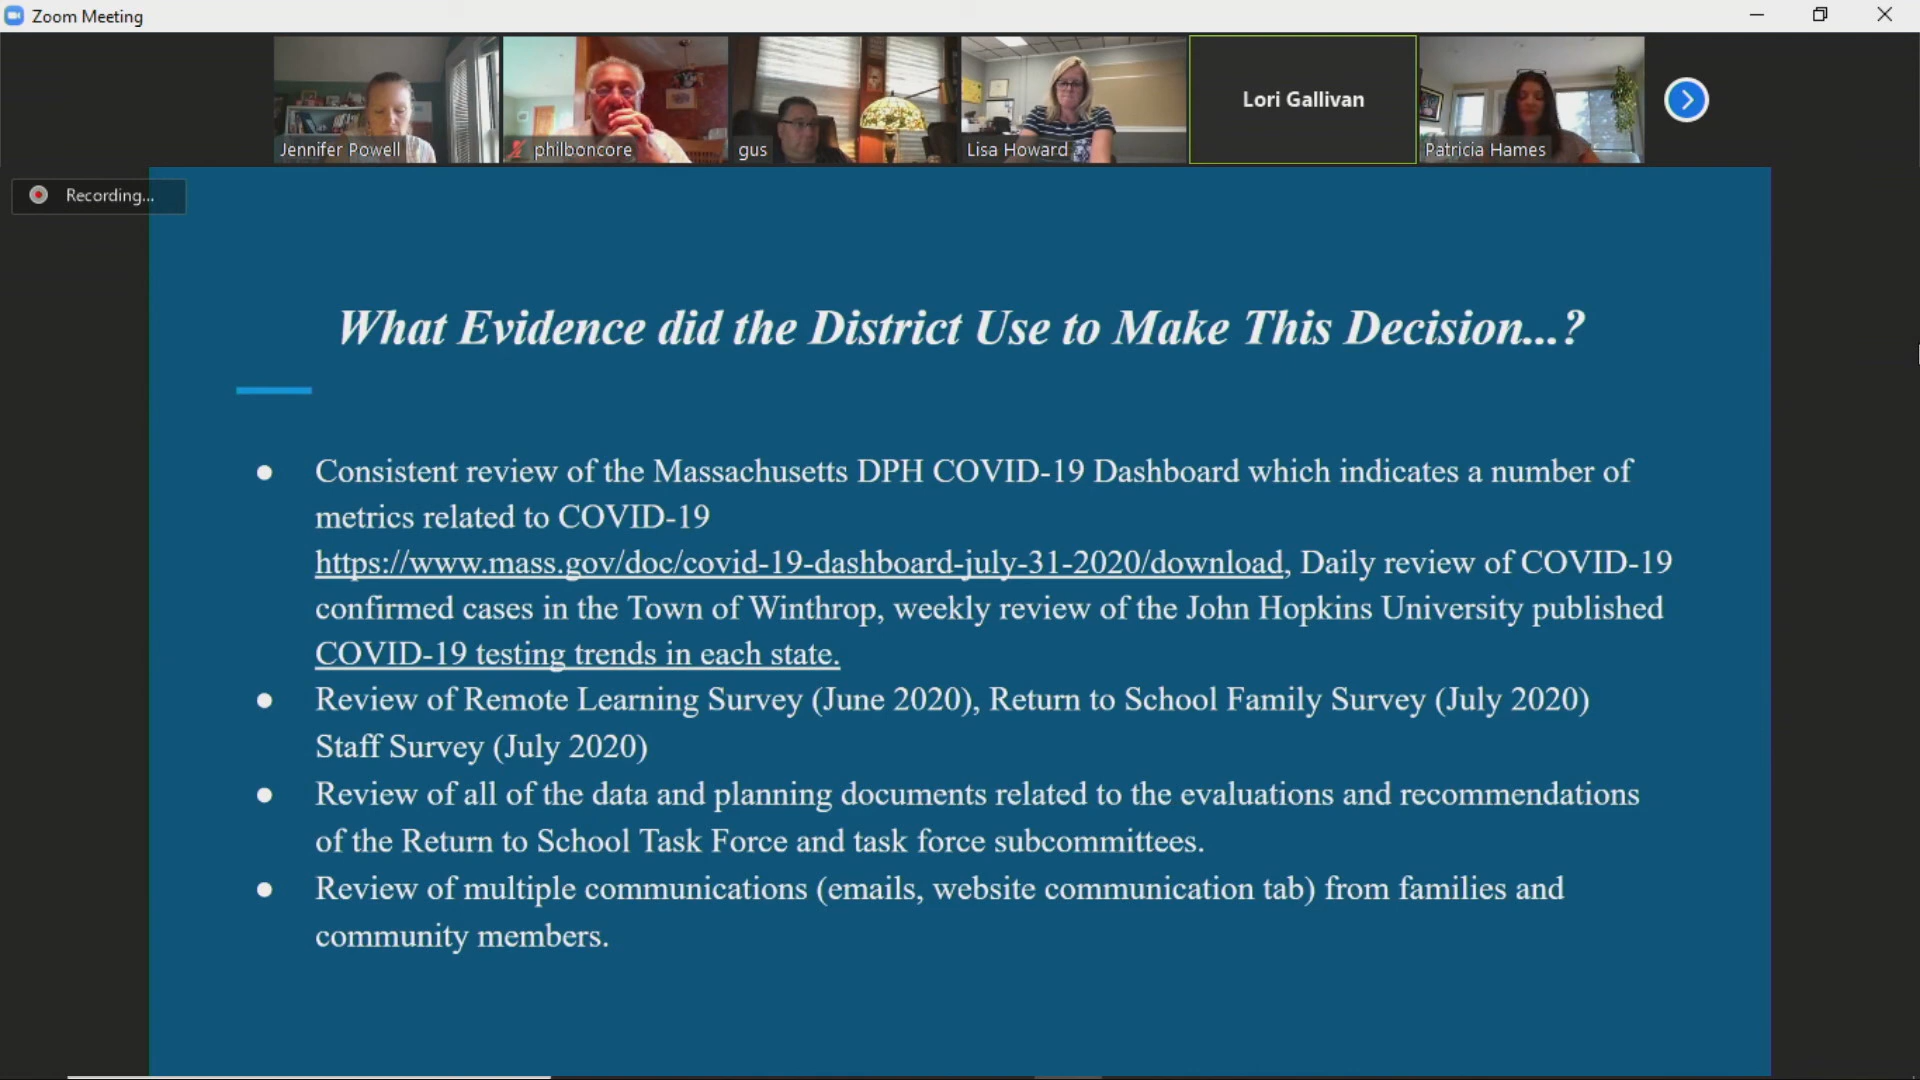 Zoom Meeting
Jennifer Powell
philboncore
gus
Lisa Howard
Lori Gallivan
Patricia Hames
Recording...
What Evidence did the District Use to Make This Decision...?
● Consistent review of the Massachusetts DPH COVID-19 Dashboard which indicates a number of
metrics related to COVID-19
https://www.mass.gov/doc/covid-19-dashboard-july-31-2020/download, Daily review of COVID-19
confirmed cases in the Town of Winthrop, weekly review of the John Hopkins University published
COVID-19 testing trends in each state.
● Review of Remote Learning Survey (June 2020), Return to School Family Survey (July 2020)
Staff Survey (July 2020)
● Review of all of the data and planning documents related to the evaluations and recommendations
of the Return to School Task Force and task force subcommittees.
● Review of multiple communications (emails, website communication tab) from families and
community members.